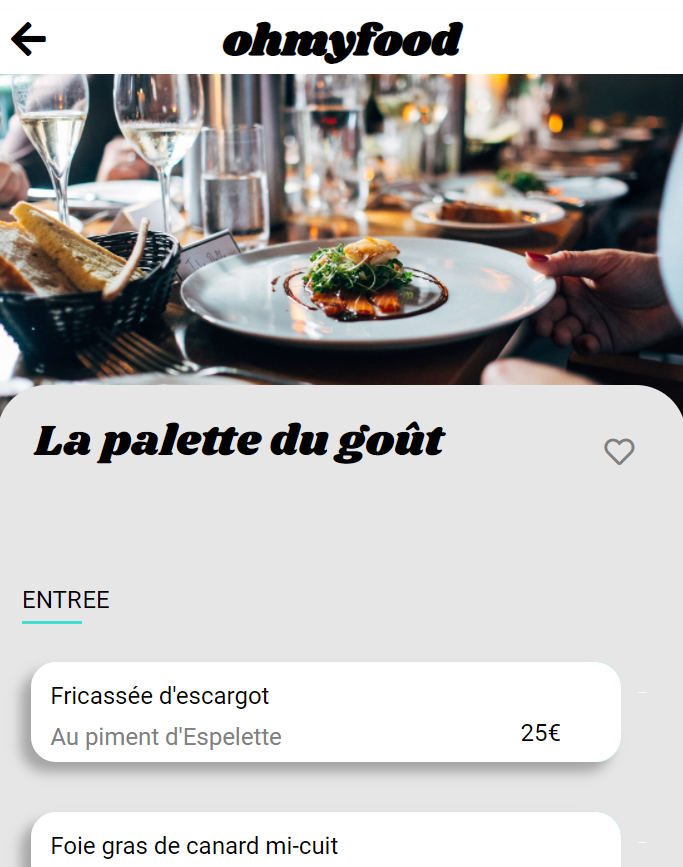 ohmyfood
La palette du goût
ENTREE
Fricassée d'escargot
Au piment d'Espelette
25€
Foie gras de canard mi-cuit